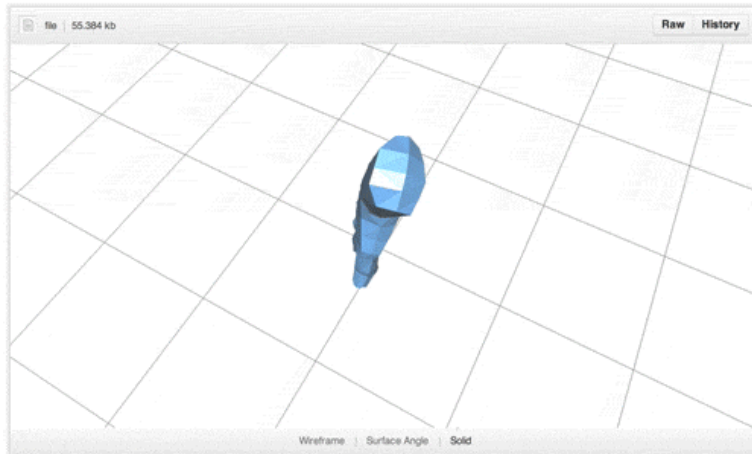 file | 55.384 kb
Raw History
Wireframe | Surface Angle | Solid